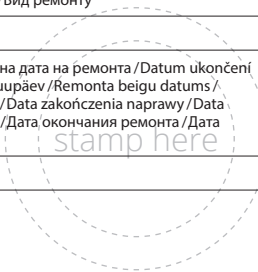 /Вид ремонту
на дата на ремонта/Datum ukončení
uupäev/Remonta beigu datums/
/Data zakończenia naprawy/Data
/Дата окончания ремонта/Дата
stamp here